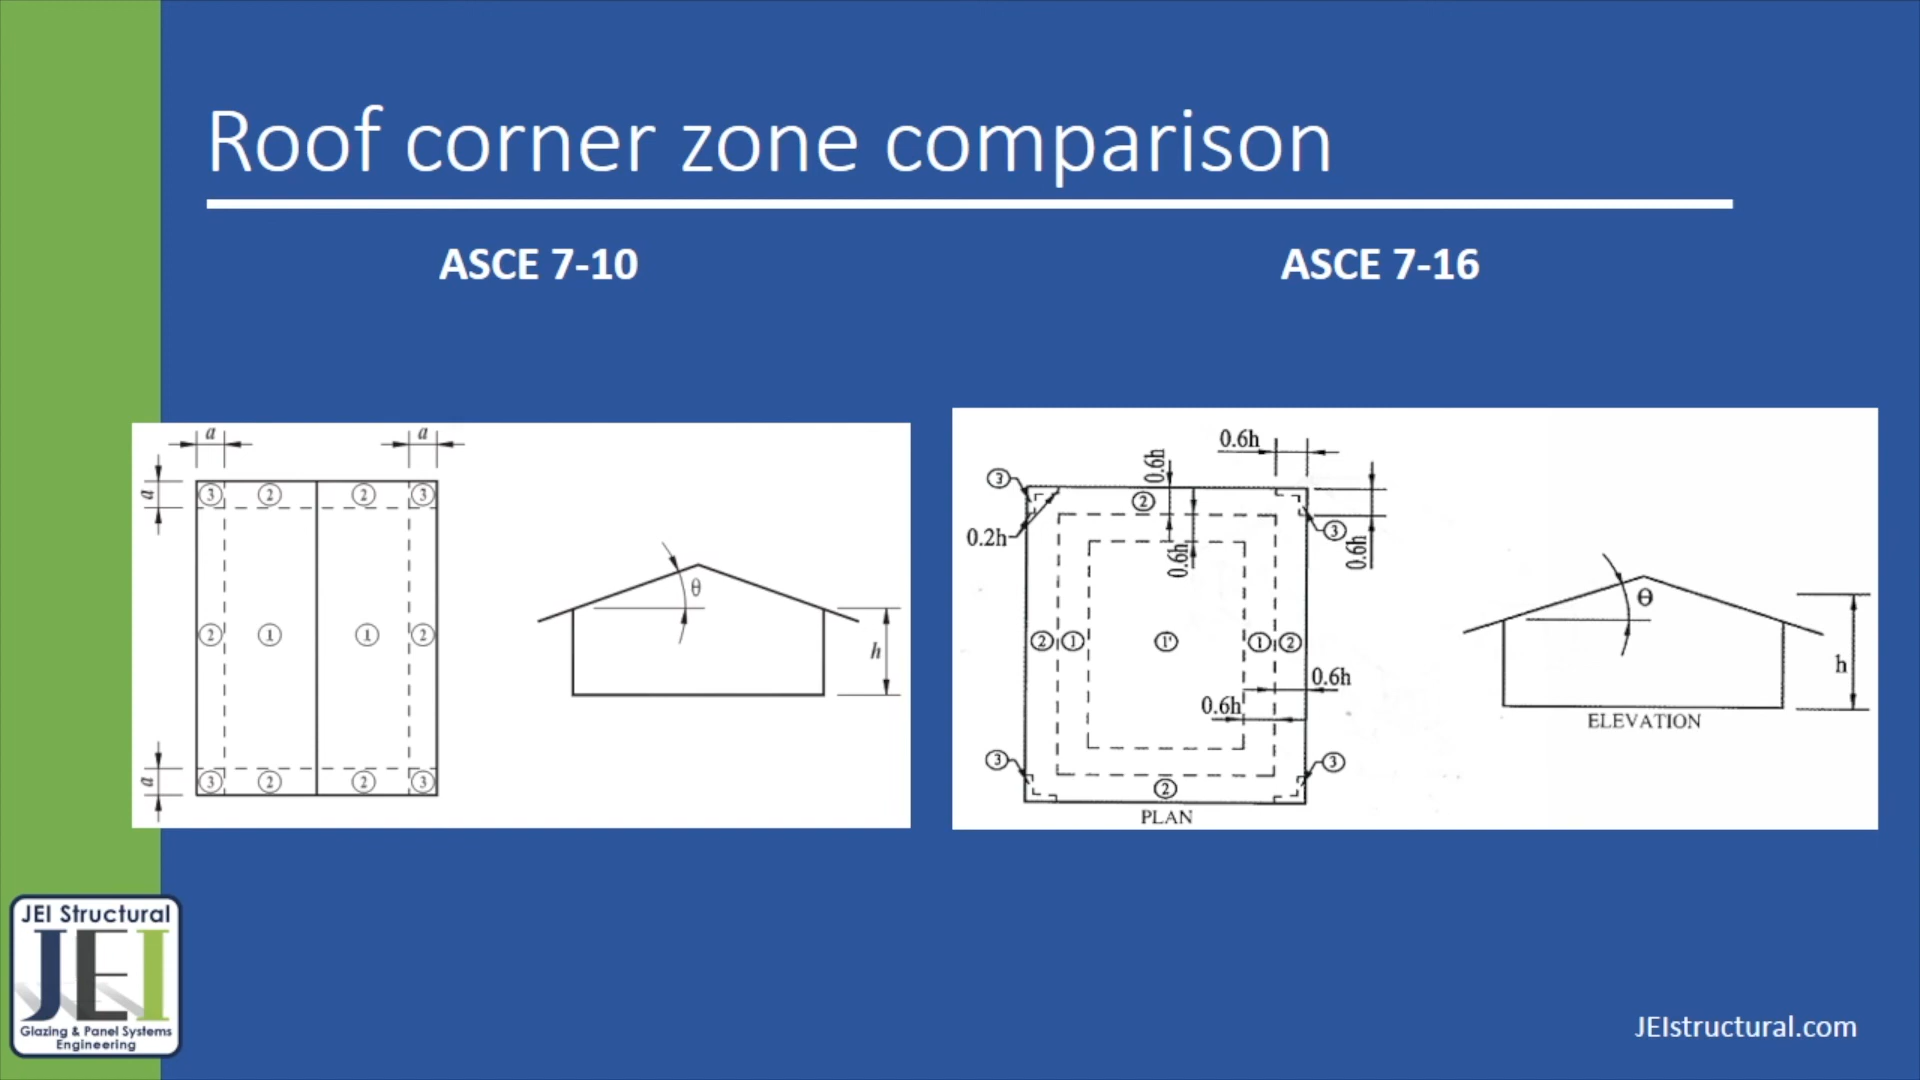 Roof corner zone comparison
ASCE 7-10
ASCE 7-16
a a
a
3 2 2 3
2 1 1 2
a
3 2 2 3
θ
h
0.6h
0.6h
3
2
0.2h
3
0.6h
0.6h
2 1 1' 1 2
0.6h
0.6h
3
3
2
PLAN
θ
h
ELEVATION
JEI Structural
JEI
Glazing & Panel Systems
Engineering
JEIstructural.com